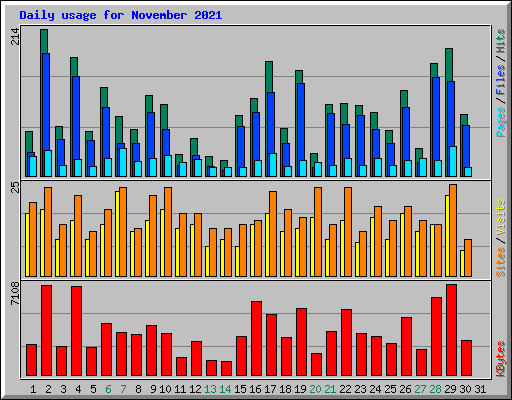 Daily usage for November 2021
214
Pages / Files / Hits
25
Sites / Visits
7108
KBytes
1 2 3 4 5 6 7 8 9 10 11 12 13 14 15 16 17 18 19 20 21 22 23 24 25 26 27 28 29 30 31